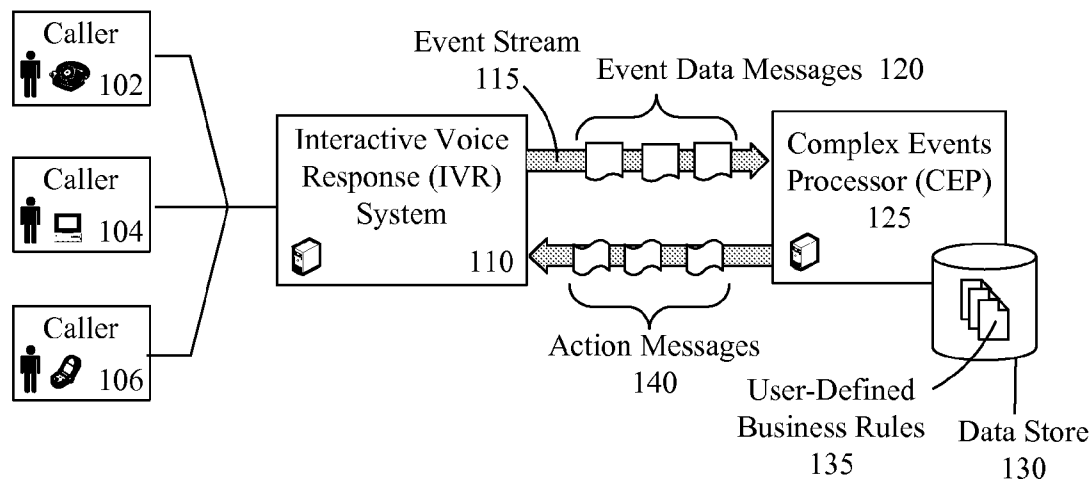 Caller
102
Caller
104
Caller
106
Interactive Voice
Response (IVR)
System
110
Event Stream
115
Event Data Messages 120
Complex Events
Processor (CEP)
125
Action Messages
140
User-Defined
Business Rules
135
Data Store
130